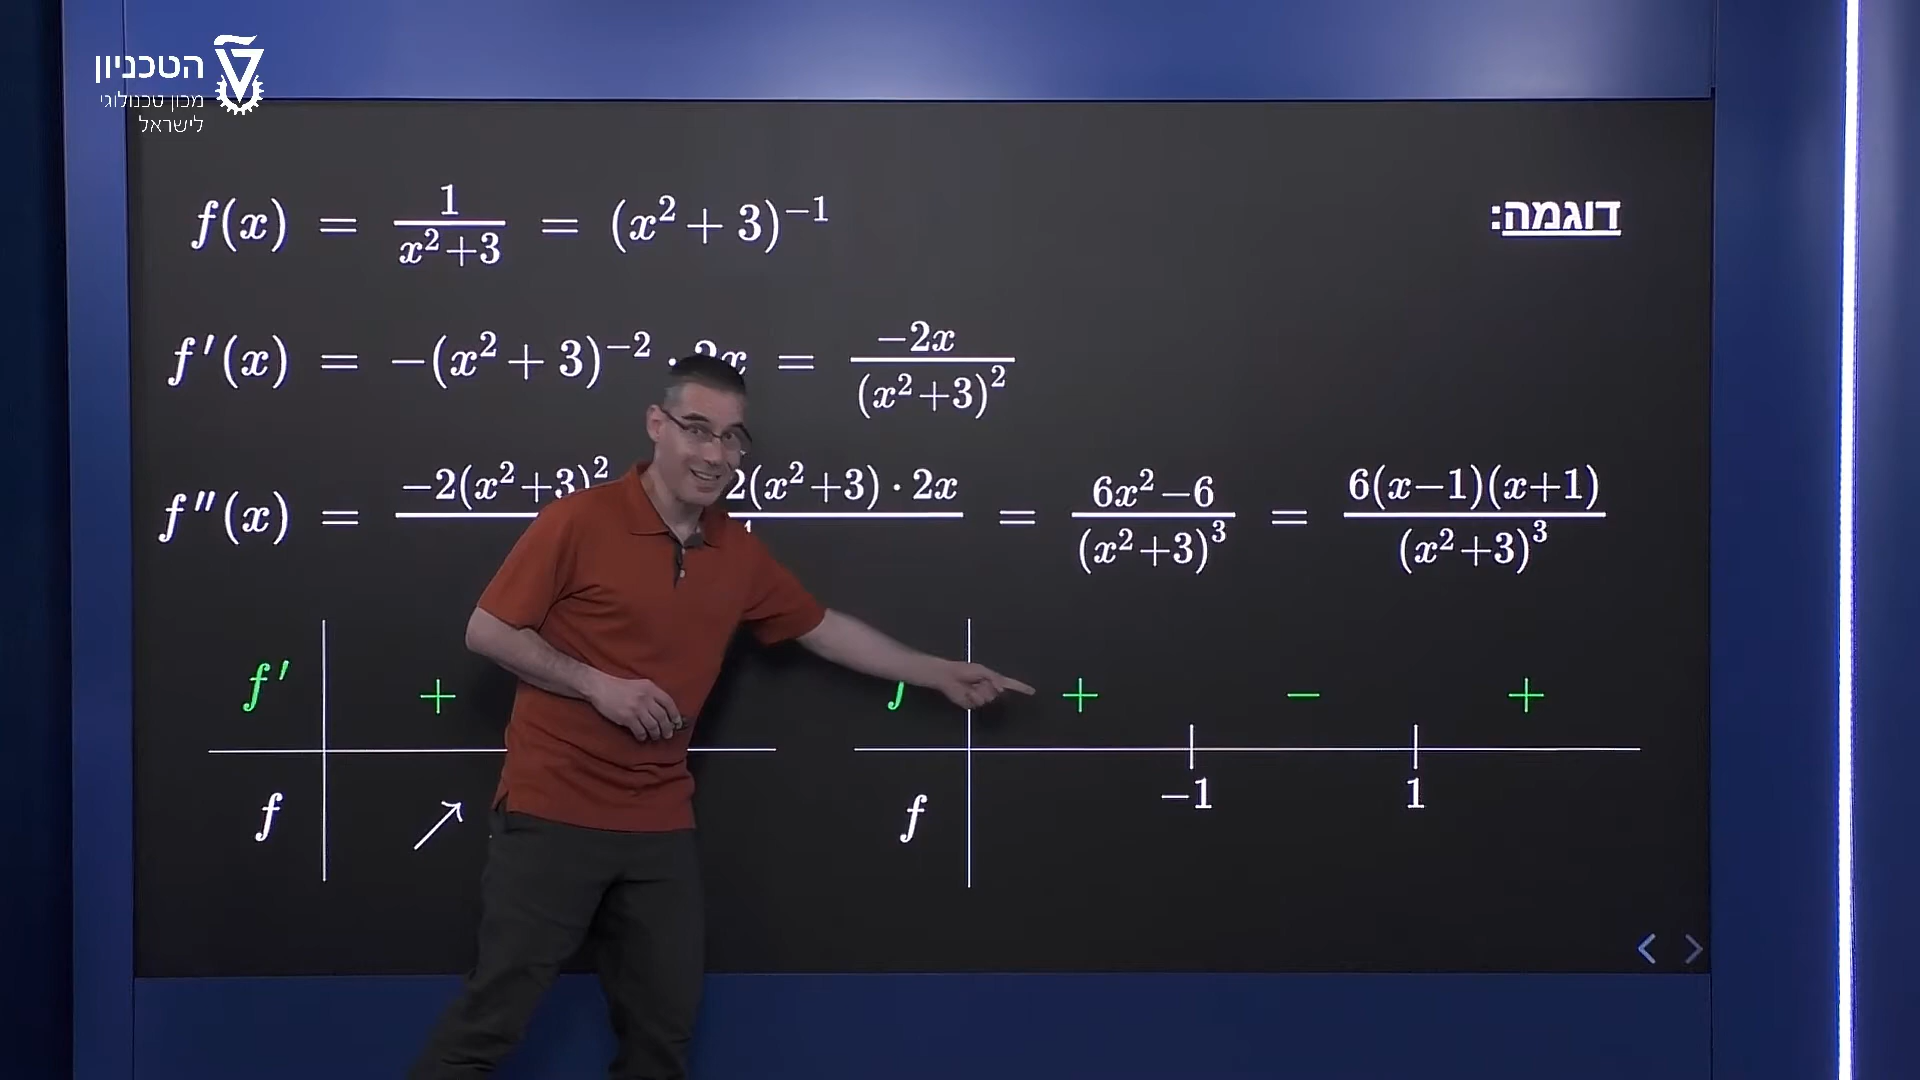 הטכניון
מכון טכנולוגי
לישראל
דוגמה:
f(x) = 1/(x²+3) = (x² + 3)⁻¹
f′(x) = −(x² + 3)⁻² · 2x = −2x/(x²+3)²
f″(x) = −2(x²+3)² 2(x²+3) · 2x = (6x²−6)/(x²+3)³ = 6(x−1)(x+1)/(x²+3)³
f′ +
f ↗
+ − +
−1 1
f
< >